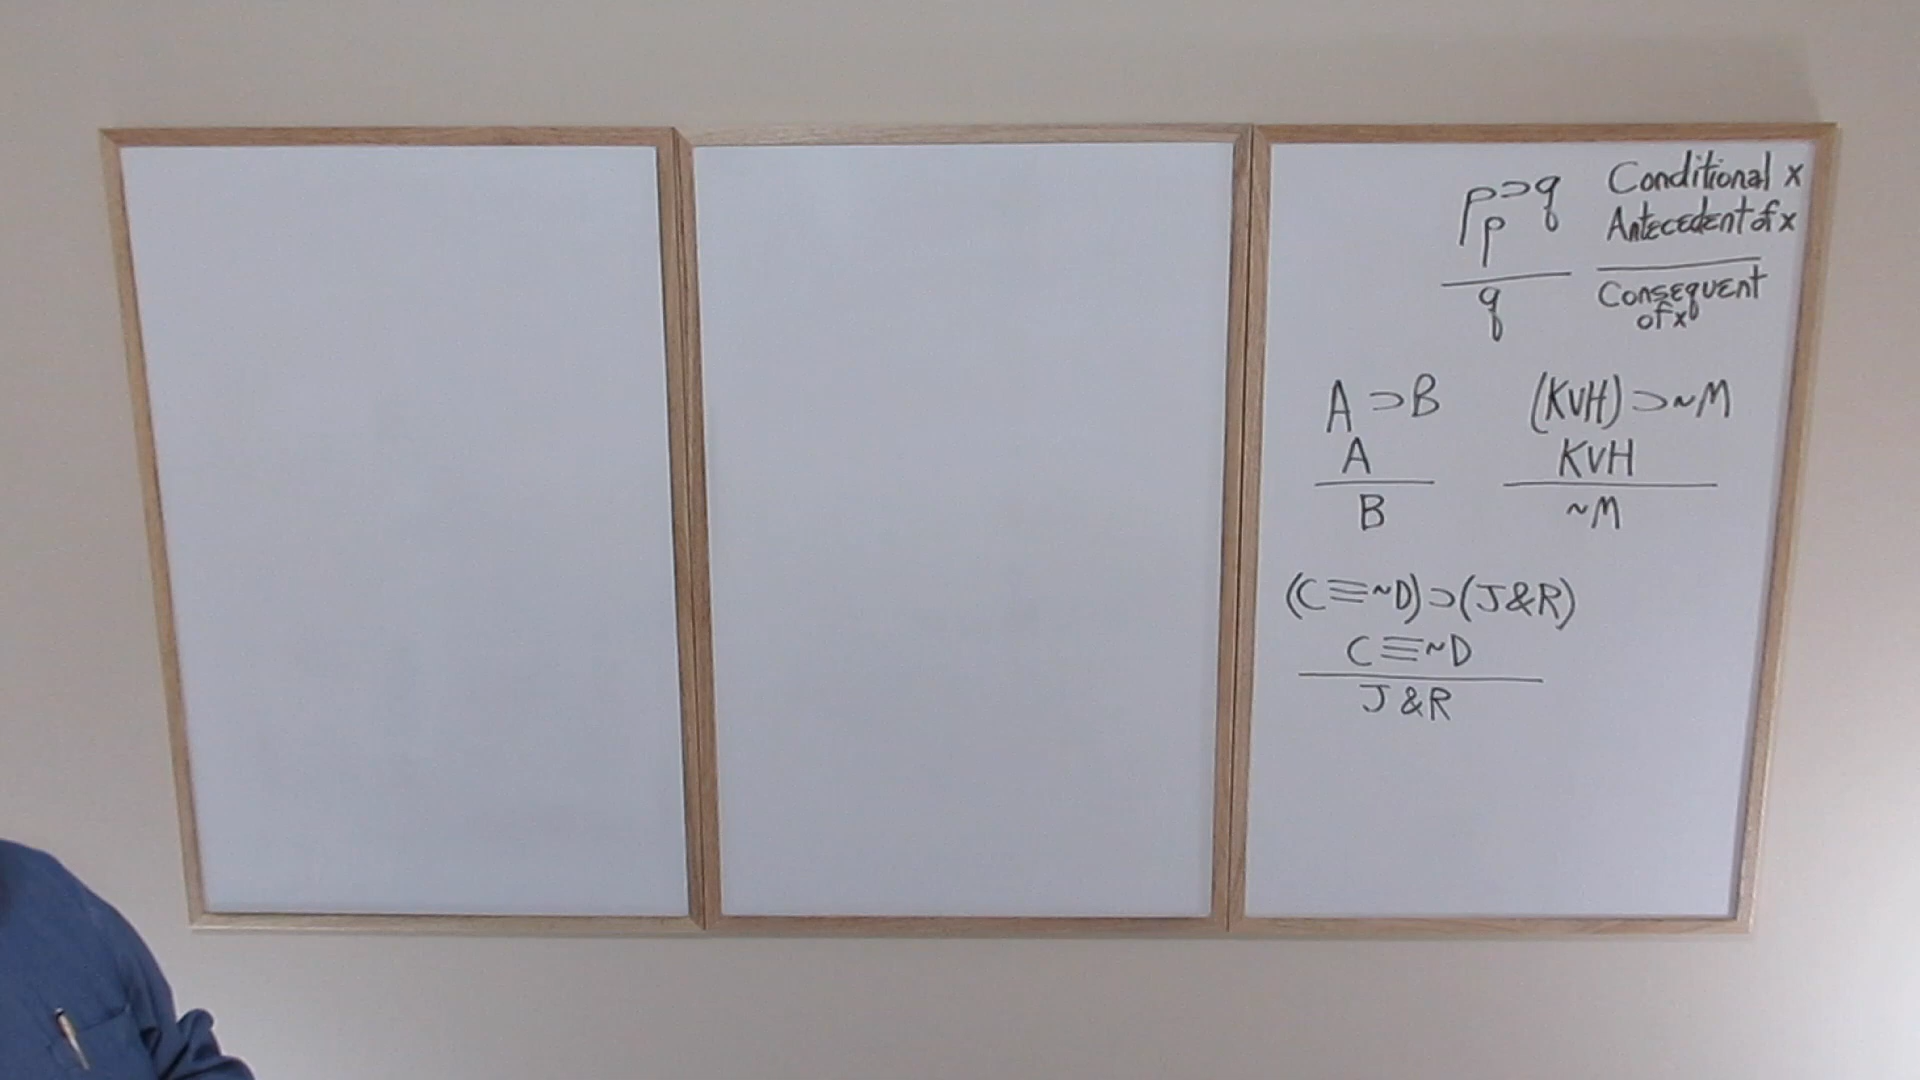 p⊃q
p
q
Conditional x
Antecedent of x
Consequent
of x
A⊃B
A
B
(KvH)⊃~M
KvH
~M
(C≡~D)⊃(J&R)
C≡~D
J&R